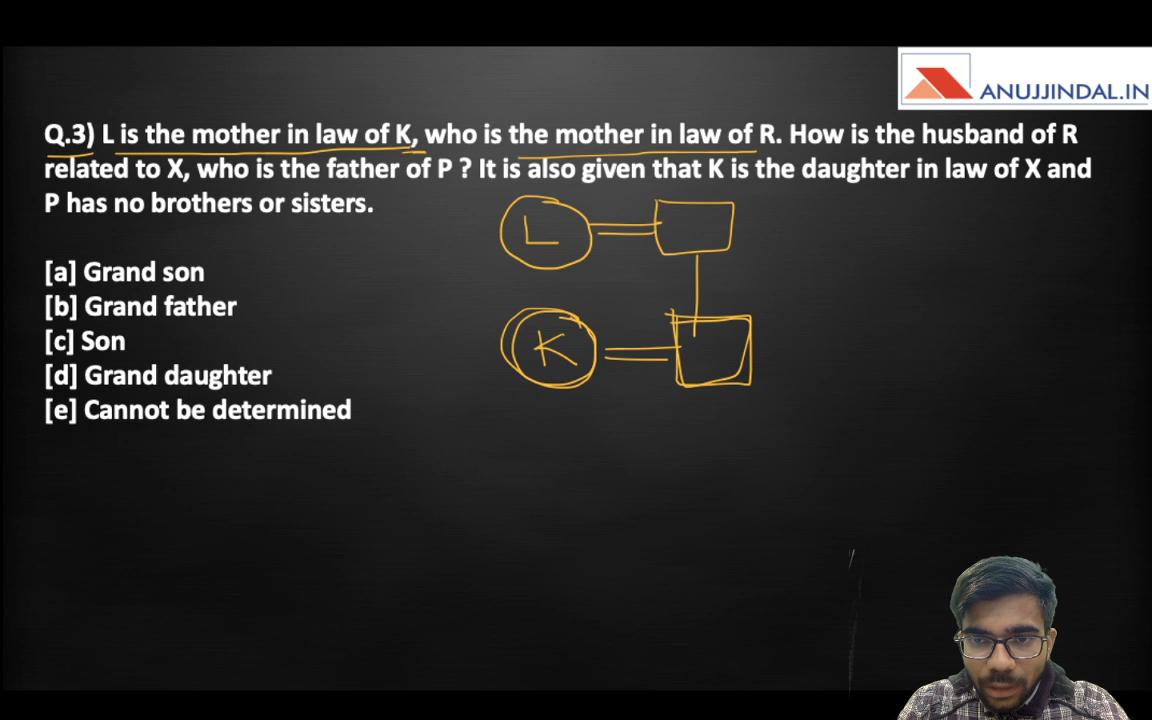 ANUJJINDAL.IN
Q.3) L is the mother in law of K, who is the mother in law of R. How is the husband of R
related to X, who is the father of P ? It is also given that K is the daughter in law of X and
P has no brothers or sisters.
L
K
[a] Grand son
[b] Grand father
[c] Son
[d] Grand daughter
[e] Cannot be determined